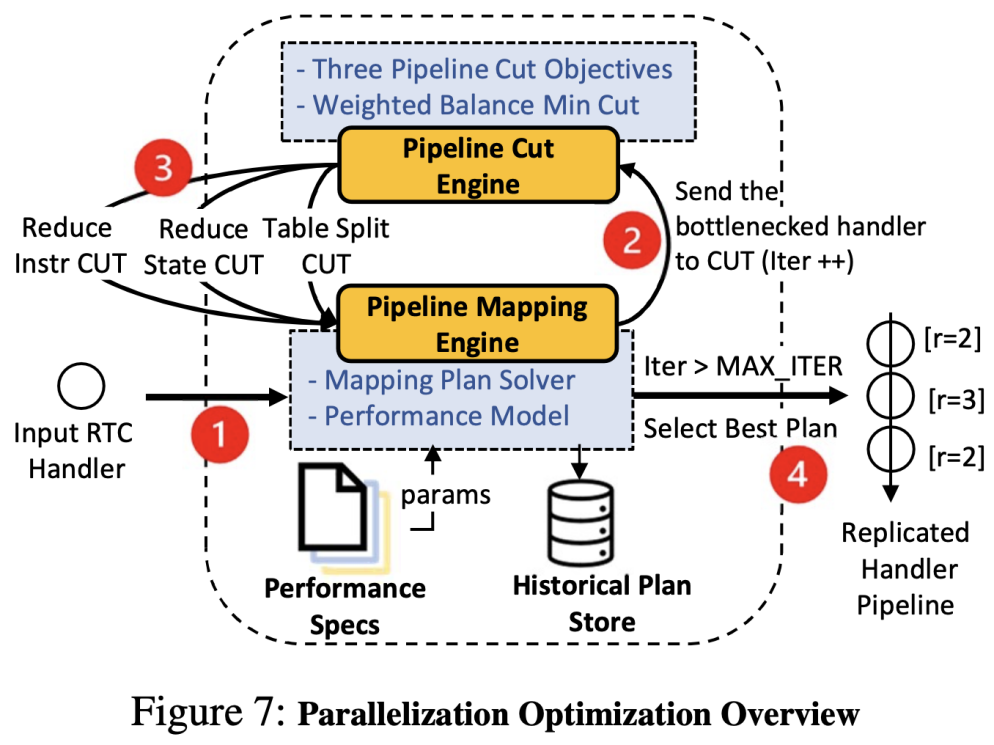 - Three Pipeline Cut Objectives
- Weighted Balance Min Cut
Pipeline Cut
Engine
3
Reduce
Instr CUT
Reduce
State CUT
Table Split
CUT
2
Send the
bottlenecked handler
to CUT (Iter ++)
Pipeline Mapping
Engine
- Mapping Plan Solver
- Performance Model
Input RTC
Handler
1
params
Performance
Specs
Historical Plan
Store
Iter > MAX_ITER
Select Best Plan
4
[r=2]
[r=3]
[r=2]
Replicated
Handler
Pipeline
Figure 7: Parallelization Optimization Overview